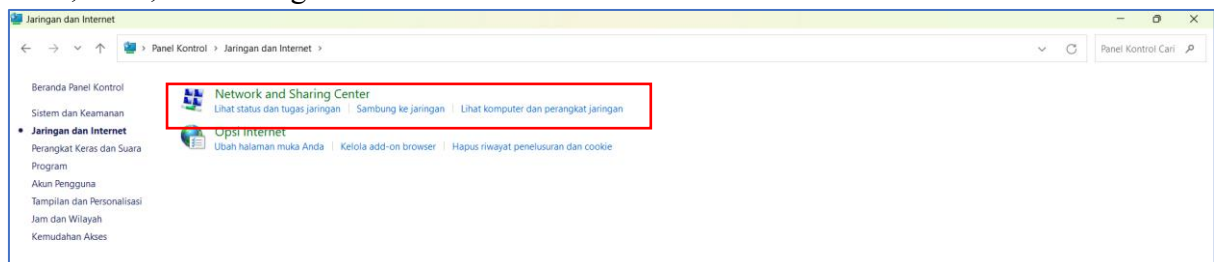 Jaringan dan Internet
Panel Kontrol > Jaringan dan Internet >
Panel Kontrol Cari
Beranda Panel Kontrol
Sistem dan Keamanan
Jaringan dan Internet
Perangkat Keras dan Suara
Program
Akun Pengguna
Tampilan dan Personalisasi
Jam dan Wilayah
Kemudahan Akses
Network and Sharing Center
Lihat status dan tugas jaringan | Sambung ke jaringan | Lihat komputer dan perangkat jaringan
Opsi Internet
Ubah halaman muka Anda | Kelola add-on browser | Hapus riwayat penelusuran dan cookie